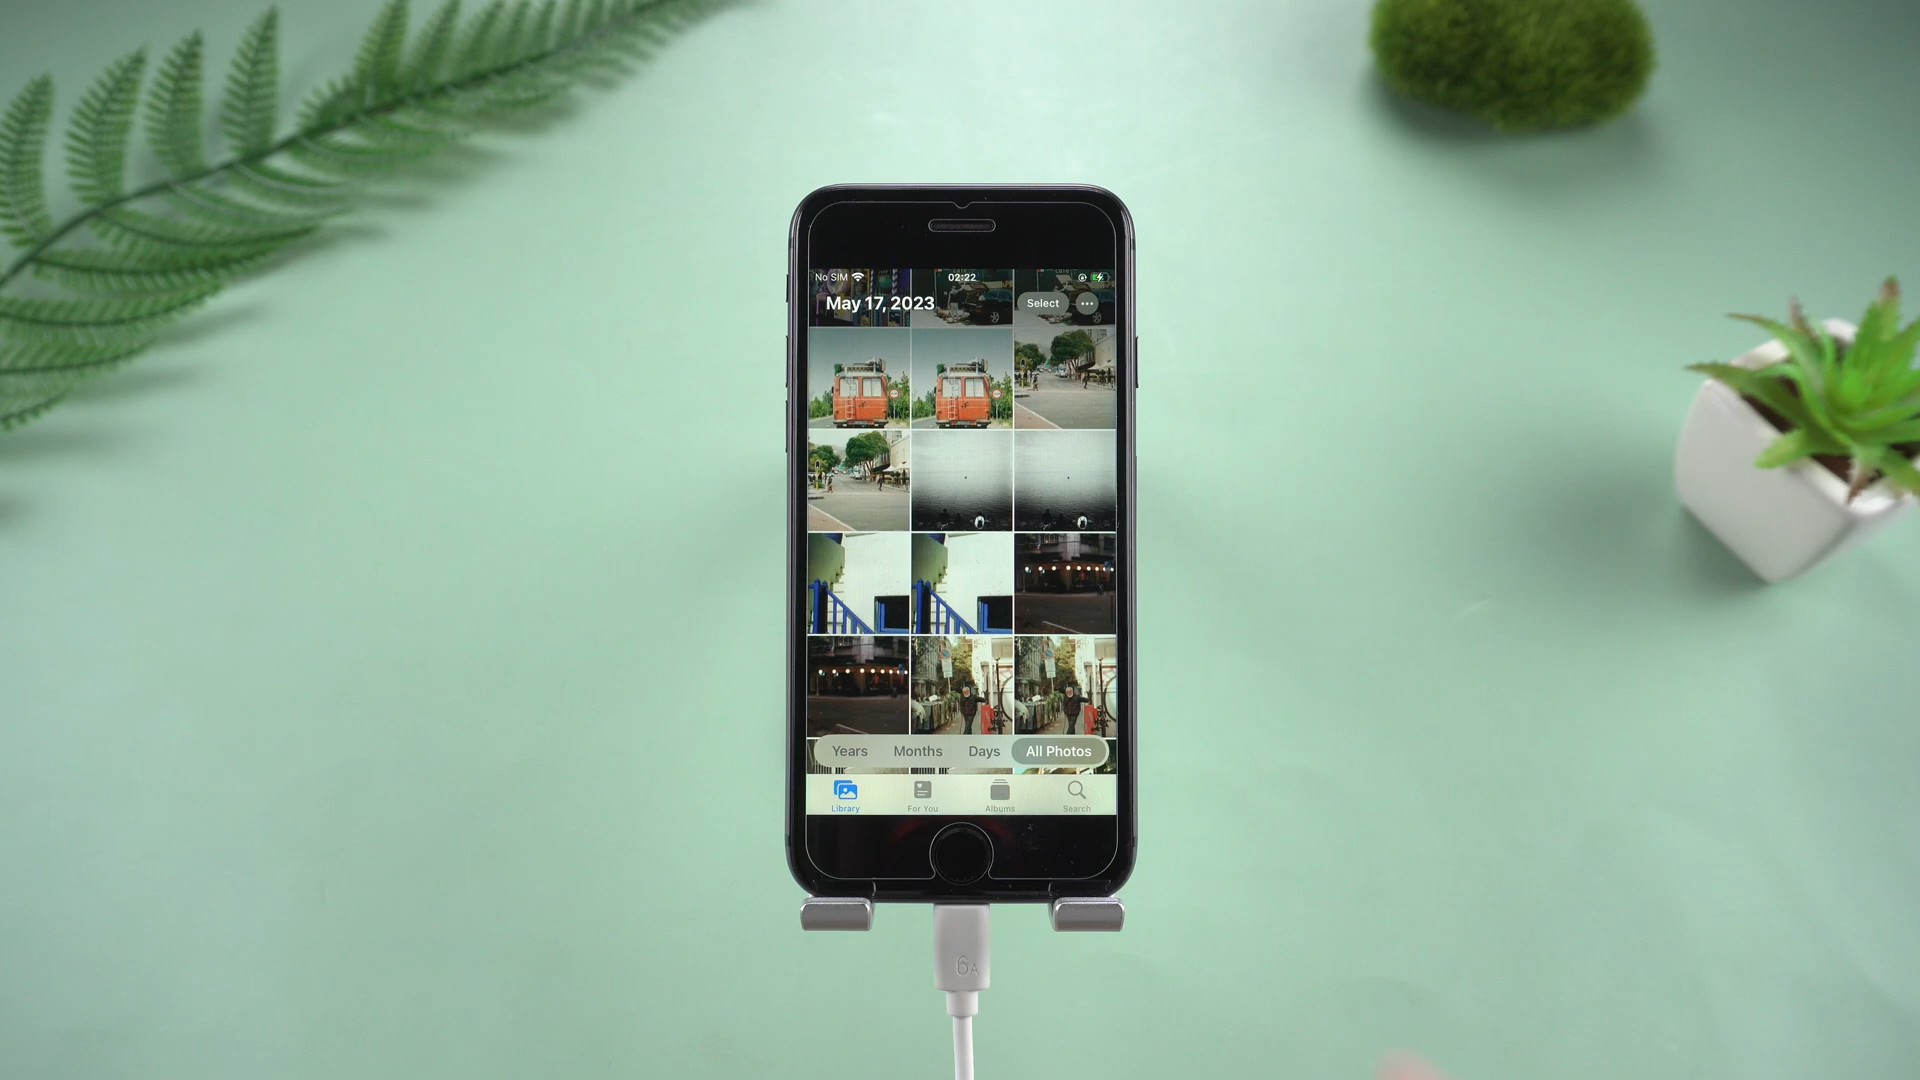 No SIM 02:22
May 17, 2023 Select
Years Months Days All Photos
Library For You Albums Search
6A